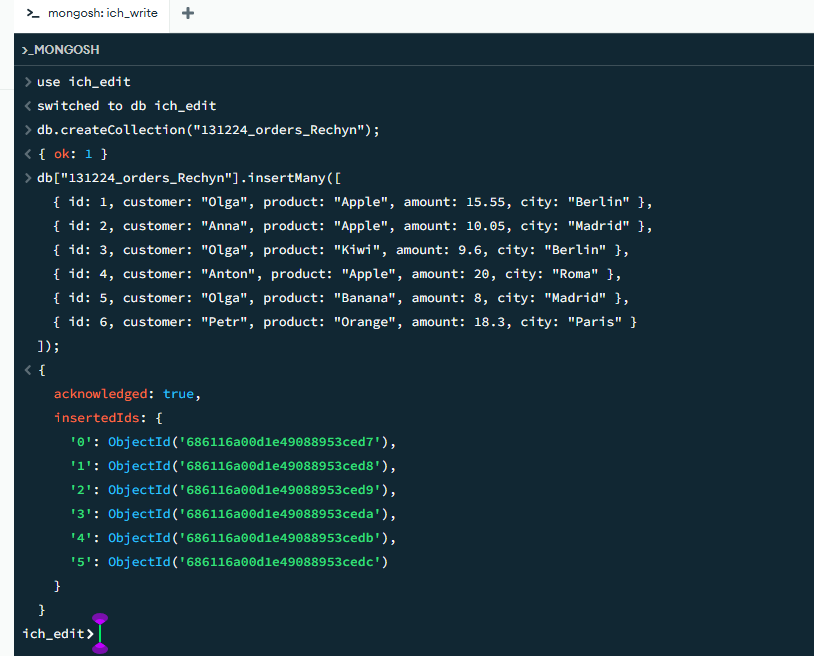 >_ mongosh: ich_write +
>_MONGOSH
> use ich_edit
< switched to db ich_edit
> db.createCollection("131224_orders_Rechyn");
< { ok: 1 }
> db["131224_orders_Rechyn"].insertMany([
{ id: 1, customer: "Olga", product: "Apple", amount: 15.55, city: "Berlin" },
{ id: 2, customer: "Anna", product: "Apple", amount: 10.05, city: "Madrid" },
{ id: 3, customer: "Olga", product: "Kiwi", amount: 9.6, city: "Berlin" },
{ id: 4, customer: "Anton", product: "Apple", amount: 20, city: "Roma" },
{ id: 5, customer: "Olga", product: "Banana", amount: 8, city: "Madrid" },
{ id: 6, customer: "Petr", product: "Orange", amount: 18.3, city: "Paris" }
]);
< {
acknowledged: true,
insertedIds: {
'0': ObjectId('686116a00d1e49088953ced7'),
'1': ObjectId('686116a00d1e49088953ced8'),
'2': ObjectId('686116a00d1e49088953ced9'),
'3': ObjectId('686116a00d1e49088953ceda'),
'4': ObjectId('686116a00d1e49088953cedb'),
'5': ObjectId('686116a00d1e49088953cedc')
}
}
ich_edit>